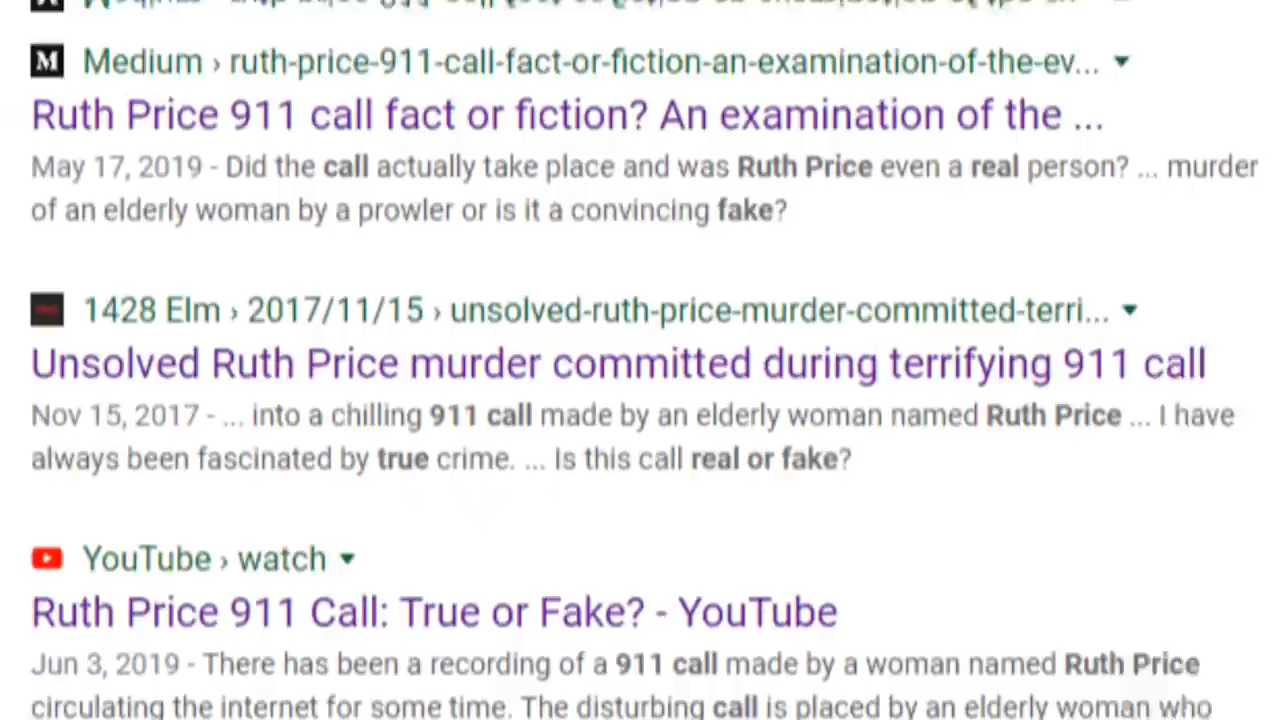 M Medium › ruth-price-911-call-fact-or-fiction-an-examination-of-the-ev...
Ruth Price 911 call fact or fiction? An examination of the ...
May 17, 2019 - Did the call actually take place and was Ruth Price even a real person? ... murder
of an elderly woman by a prowler or is it a convincing fake?
1428 Elm › 2017/11/15 › unsolved-ruth-price-murder-committed-terri...
Unsolved Ruth Price murder committed during terrifying 911 call
Nov 15, 2017 - ... into a chilling 911 call made by an elderly woman named Ruth Price ... I have
always been fascinated by true crime. ... Is this call real or fake?
YouTube › watch
Ruth Price 911 Call: True or Fake? - YouTube
Jun 3, 2019 - There has been a recording of a 911 call made by a woman named Ruth Price
circulating the internet for some time. The disturbing call is placed by an elderly woman who